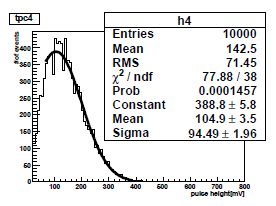 tpc4
h4
Entries 10000
Mean 142.5
RMS 71.45
χ² / ndf 77.88 / 38
Prob 0.0001457
Constant 388.8 ± 5.8
Mean 104.9 ± 3.5
Sigma 94.49 ± 1.96
# of events
400
350
300
250
200
150
100
50
0
100 200 300 400 500 600 700 800
pulse height[mV]